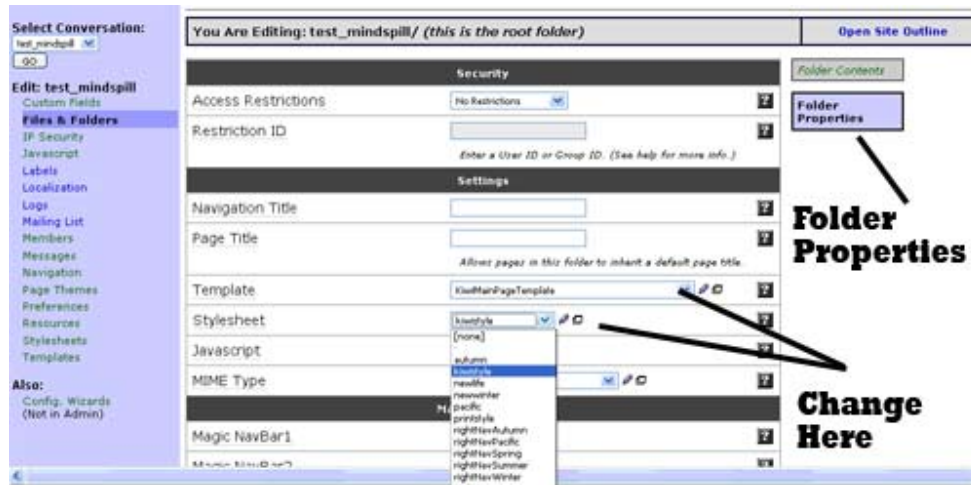 Select Conversation:
test_mindspill
GO
Edit: test_mindspill
Custom Fields
Files & Folders
IP Security
Javascript
Labels
Localization
Logs
Mailing List
Members
Messages
Navigation
Page Themes
Preferences
Resources
Stylesheets
Templates
Also:
Config. Wizards
(Not in Admin)
You Are Editing: test_mindspill/ (this is the root folder)
Open Site Outline
Security
Access Restrictions
No Restrictions
?
Restriction ID
?
Enter a User ID or Group ID. (See help for more info.)
Settings
Navigation Title
?
Page Title
?
Allows pages in this folder to inherit a default page title.
Template
KiwiMainPageTemplate
?
Stylesheet
kiwistyle
?
[none]
autumn
kiwistyle
newlife
newwinter
pacific
printstyle
rightNavAutumn
rightNavPacific
rightNavSpring
rightNavSummer
rightNavWinter
Javascript
?
MIME Type
?
Magic NavBar1
?
Magic NavBar2
Folder Contents
Folder
Properties
Folder
Properties
Change
Here